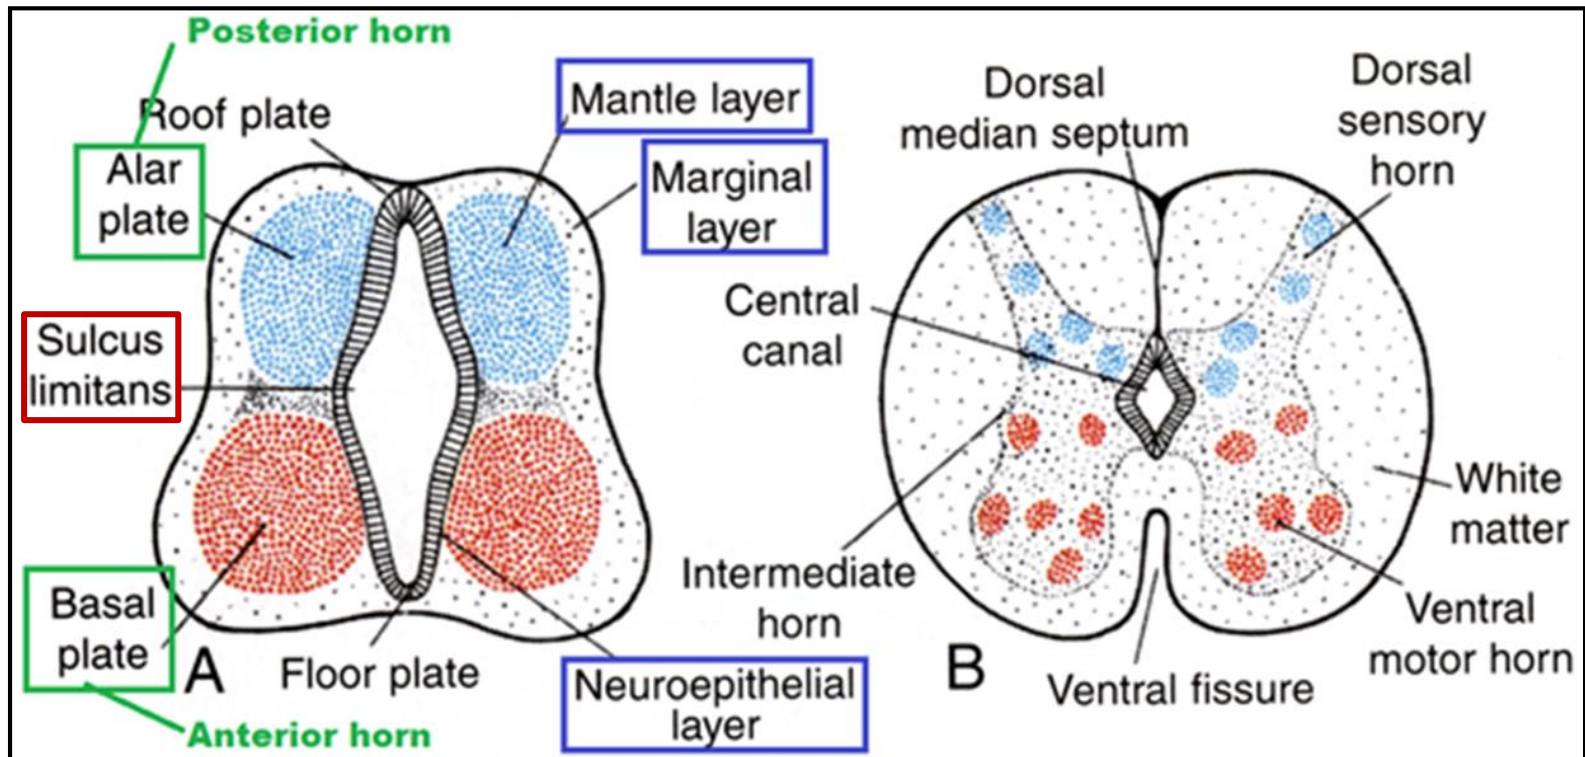 Posterior horn
Roof plate
Alar
plate
Sulcus
limitans
Basal
plate
A
Anterior horn
Floor plate
Mantle layer
Marginal
layer
Neuroepithelial
layer
Dorsal
median septum
Dorsal
sensory
horn
Central
canal
Intermediate
horn
B
Ventral fissure
White
matter
Ventral
motor horn